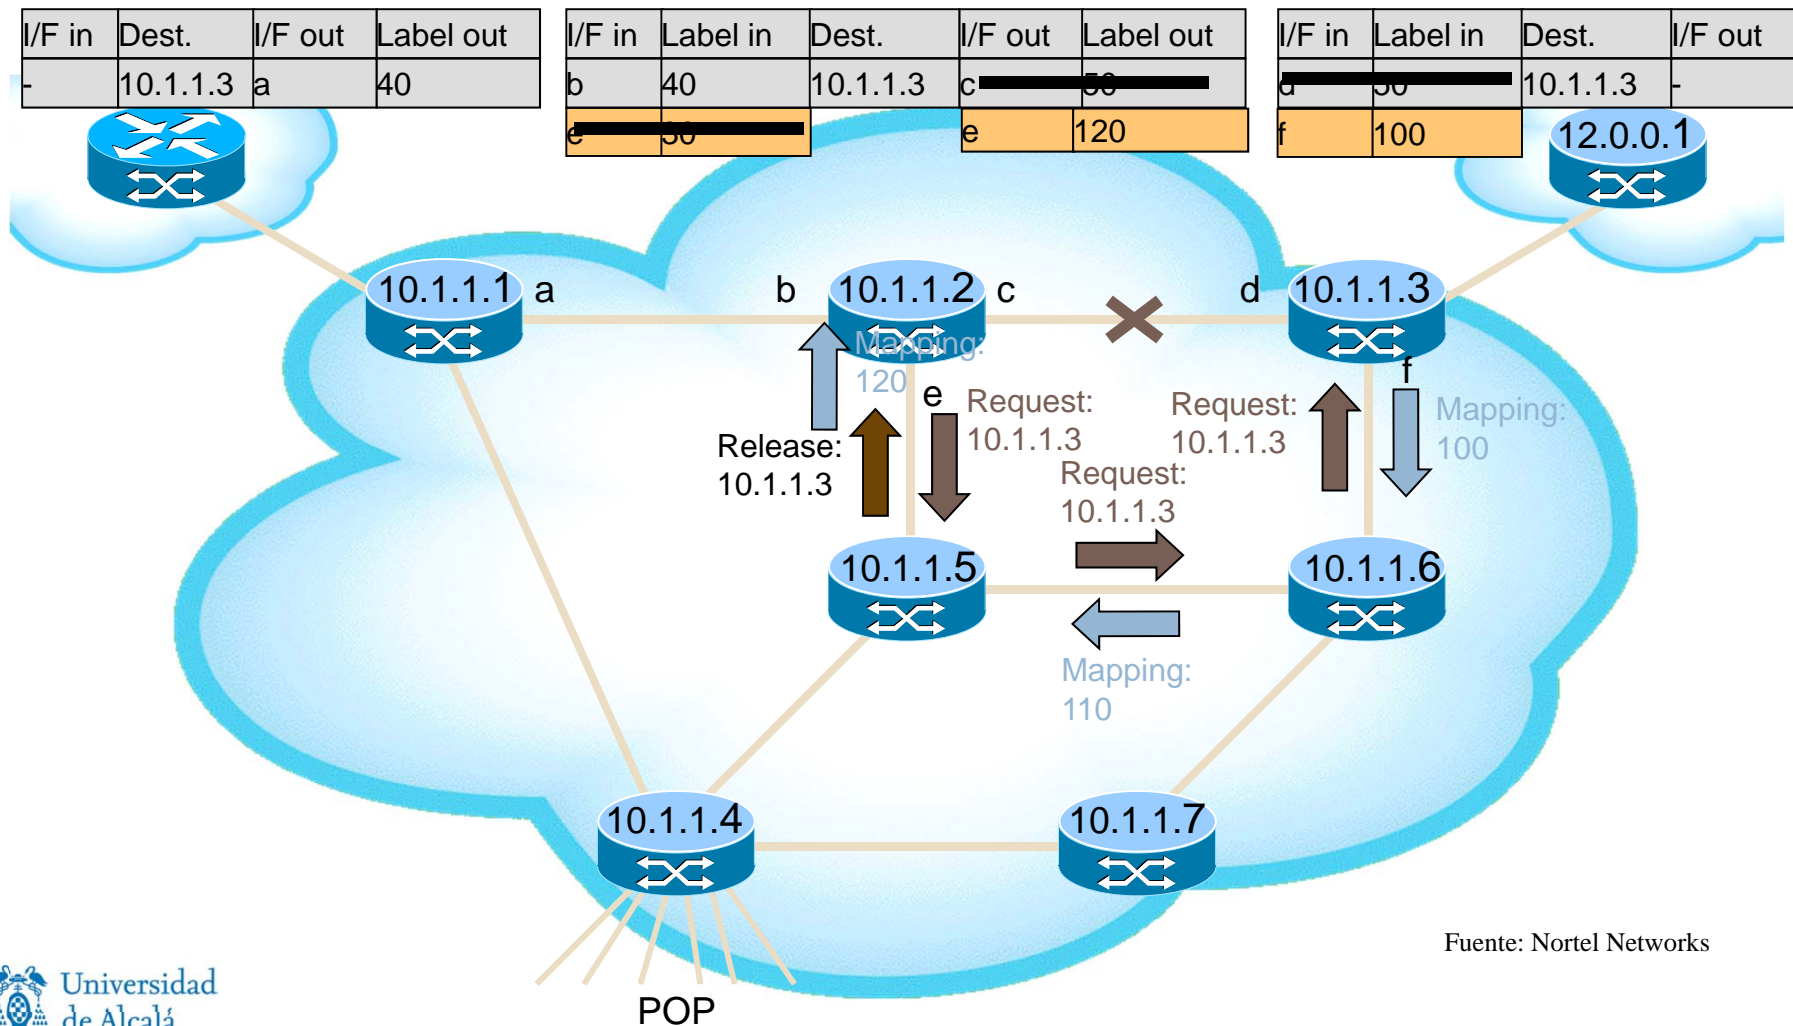 I/F in Dest. I/F out Label out
- 10.1.1.3 a 40
I/F in Label in Dest. I/F out Label out
b 40 10.1.1.3 c 50
e 30 e 120
I/F in Label in Dest. I/F out
d 50 10.1.1.3 -
f 100
12.0.0.1
10.1.1.1 a
b 10.1.1.2 c
d 10.1.1.3
Mapping:
120
e
f
Request:
10.1.1.3
Request:
10.1.1.3
Mapping:
100
Release:
10.1.1.3
Request:
10.1.1.3
10.1.1.5
10.1.1.6
Mapping:
110
10.1.1.4
10.1.1.7
POP
Fuente: Nortel Networks
Universidad
de Alcalá